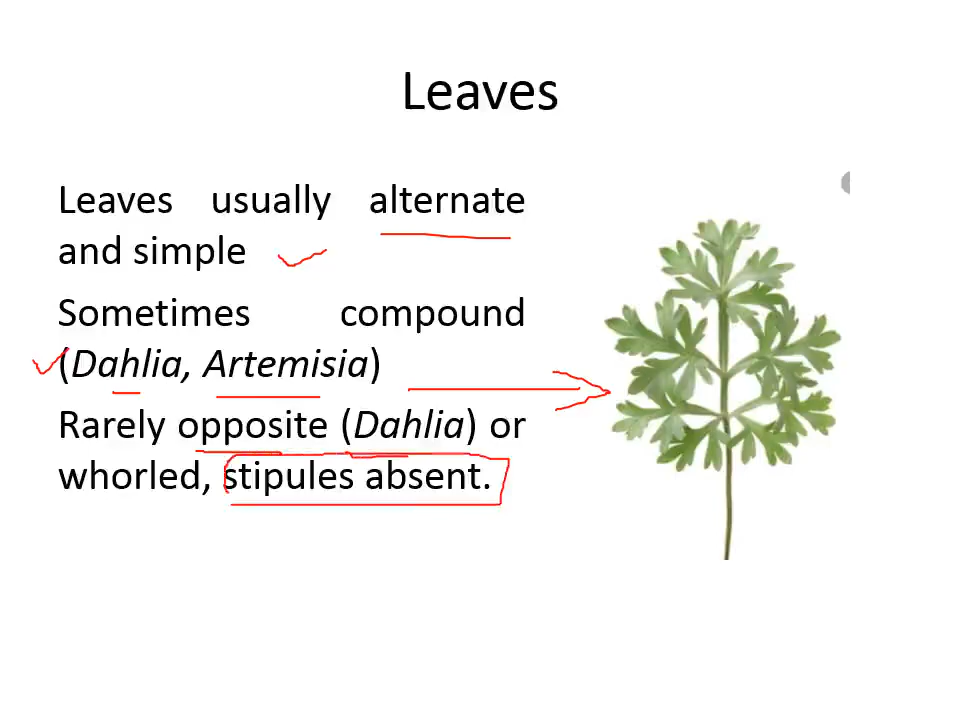 Leaves
Leaves usually alternate
and simple
Sometimes compound
(Dahlia, Artemisia)
Rarely opposite (Dahlia) or
whorled, stipules absent.